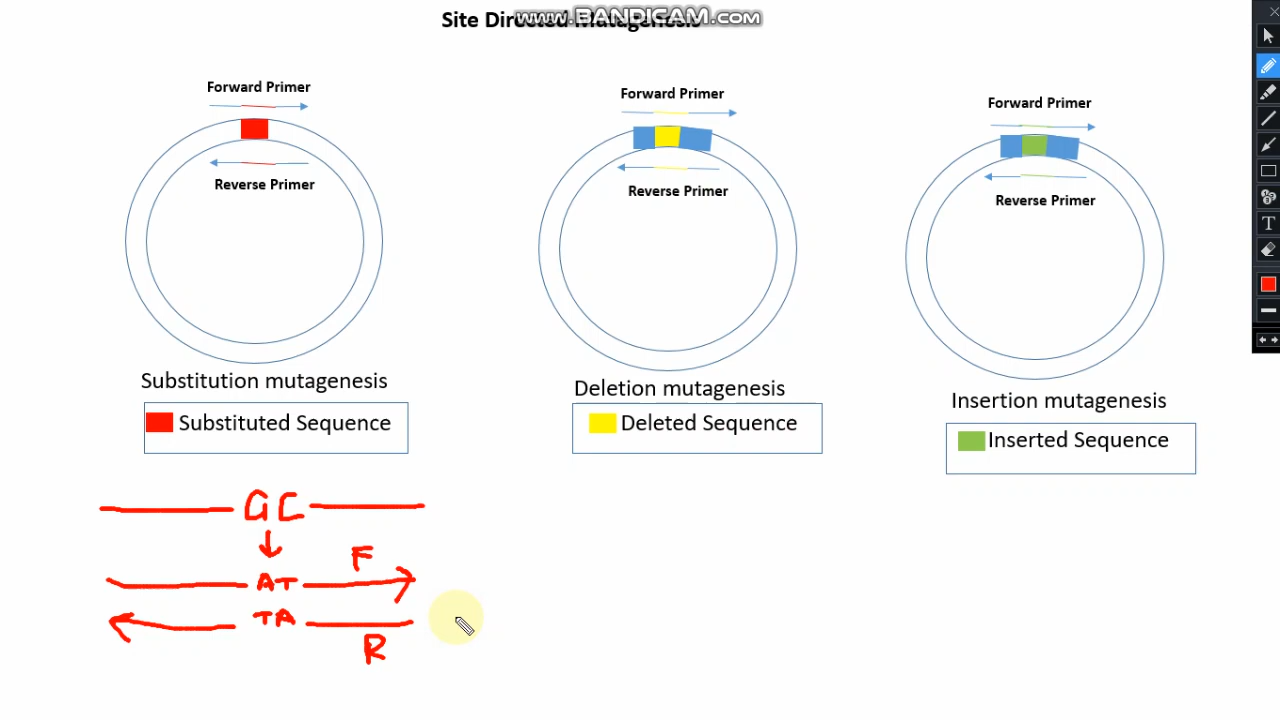 Site Directed Mutagenesis
www.BANDICAM.com
Forward Primer
Reverse Primer
Substitution mutagenesis
Substituted Sequence
Forward Primer
Reverse Primer
Deletion mutagenesis
Deleted Sequence
Forward Primer
Reverse Primer
Insertion mutagenesis
Inserted Sequence
GC
F
AT
TA
R
T